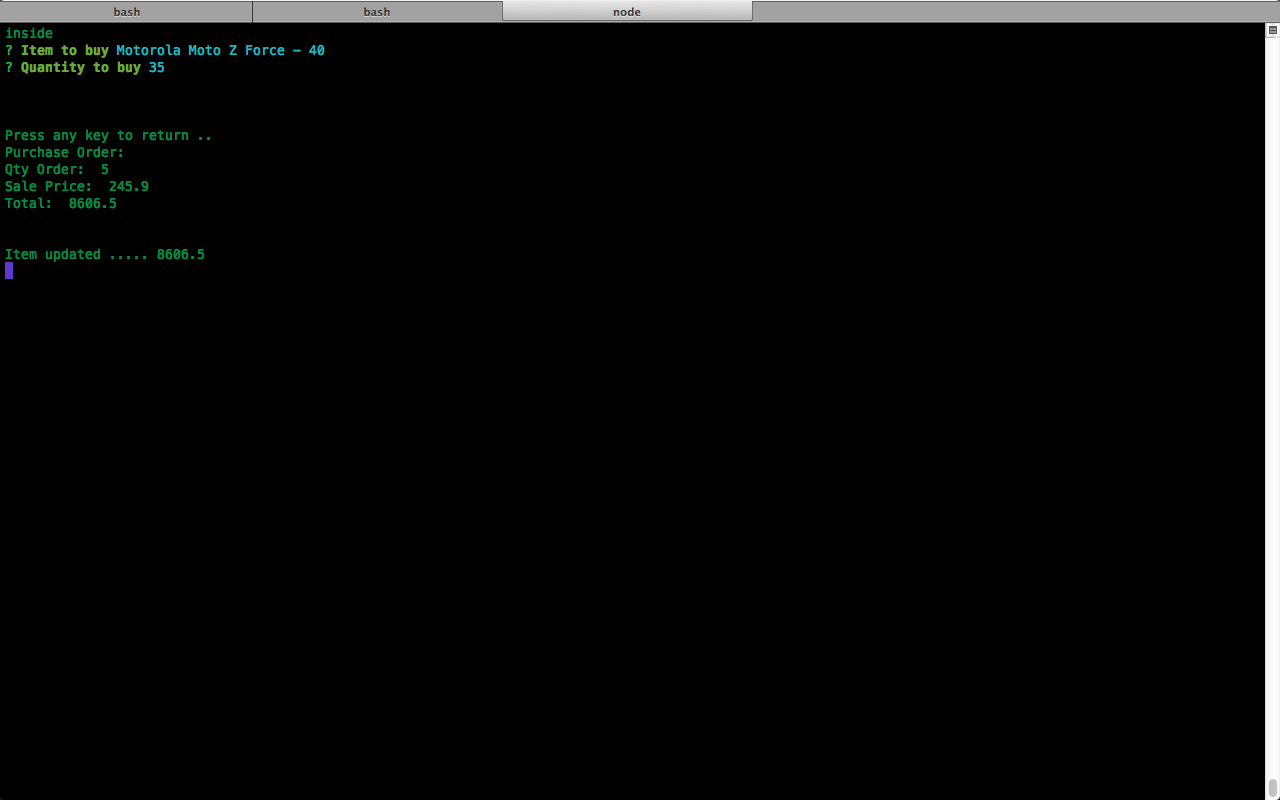 bash bash node
inside
? Item to buy Motorola Moto Z Force – 40
? Quantity to buy 35
Press any key to return ..
Purchase Order:
Qty Order:  5
Sale Price:  245.9
Total:  8606.5
Item updated ..... 8606.5